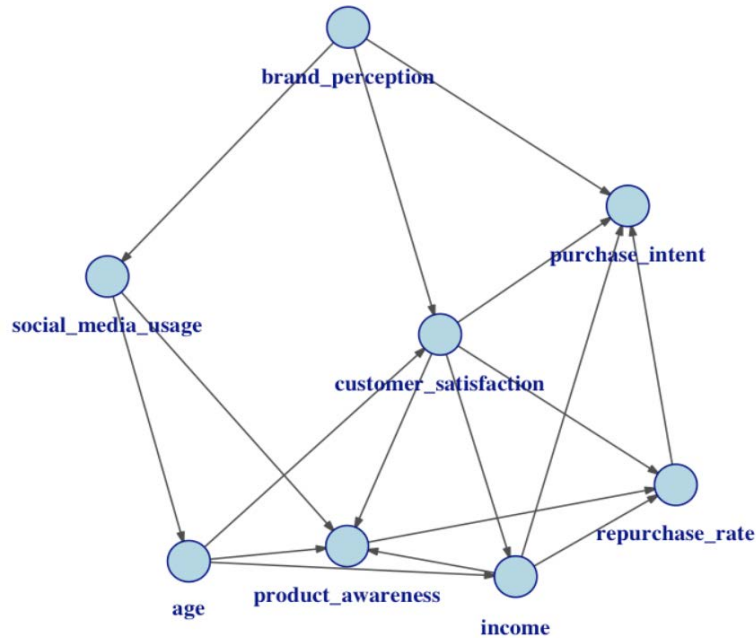 brand_perception
purchase_intent
social_media_usage
customer_satisfaction
repurchase_rate
product_awareness
age
income